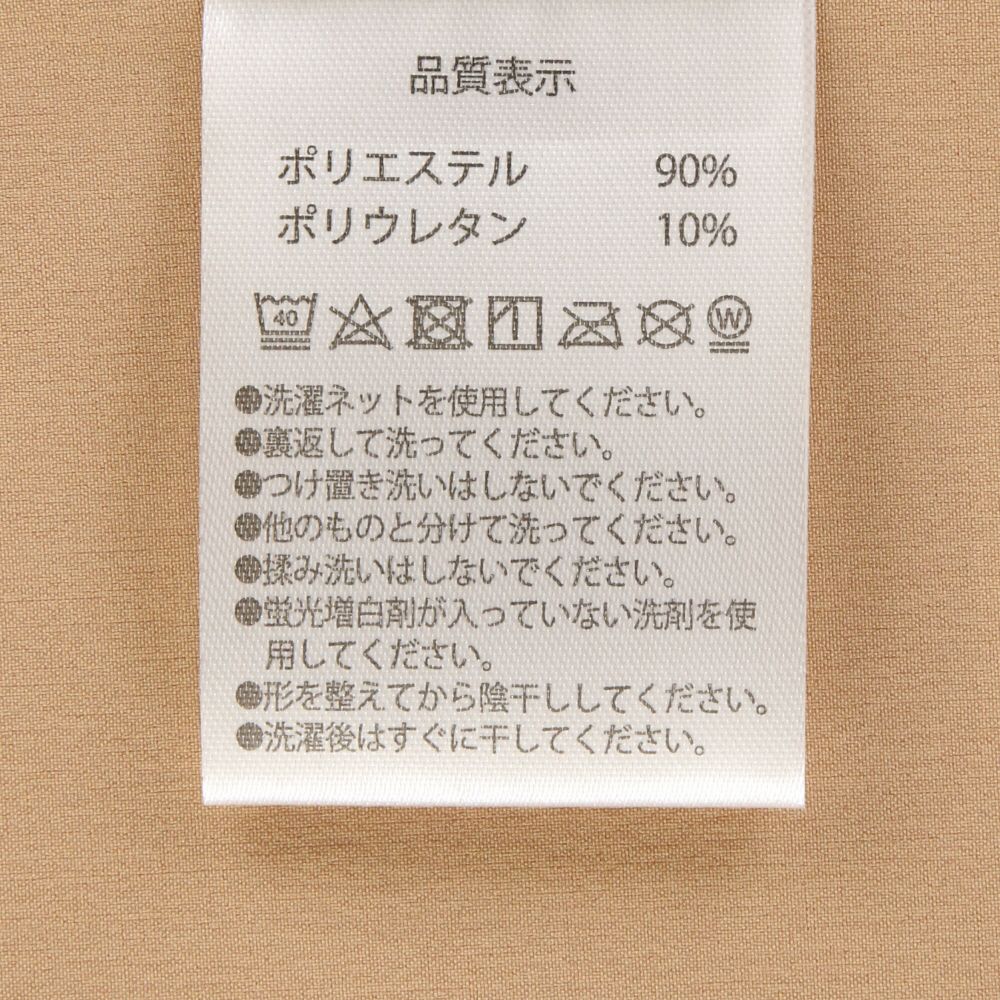 品質表示
ポリエステル 90%
ポリウレタン 10%
40 W
●洗濯ネットを使用してください。
●裏返して洗ってください。
●つけ置き洗いはしないでください。
●他のものと分けて洗ってください。
●揉み洗いはしないでください。
●蛍光増白剤が入っていない洗剤を使
用してください。
●形を整えてから陰干ししてください。
●洗濯後はすぐに干してください。